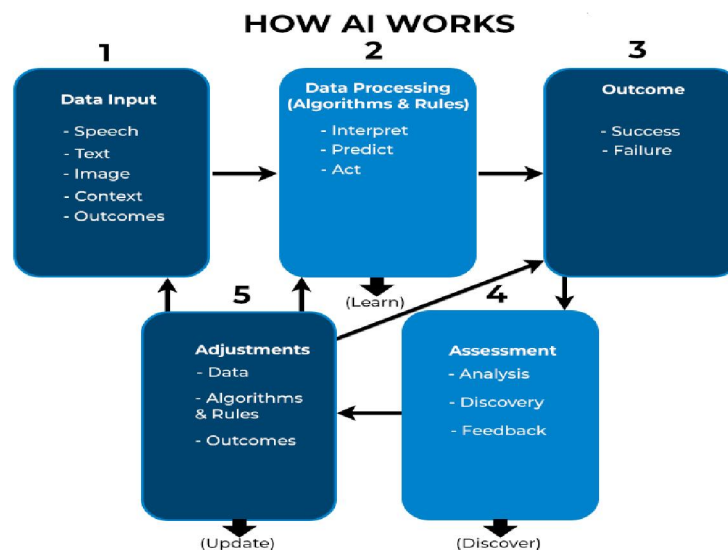 HOW AI WORKS
1
Data Input
- Speech
- Text
- Image
- Context
- Outcomes
2
Data Processing
(Algorithms & Rules)
- Interpret
- Predict
- Act
(Learn)
3
Outcome
- Success
- Failure
4
Assessment
- Analysis
- Discovery
- Feedback
(Discover)
5
Adjustments
- Data
- Algorithms
& Rules
- Outcomes
(Update)